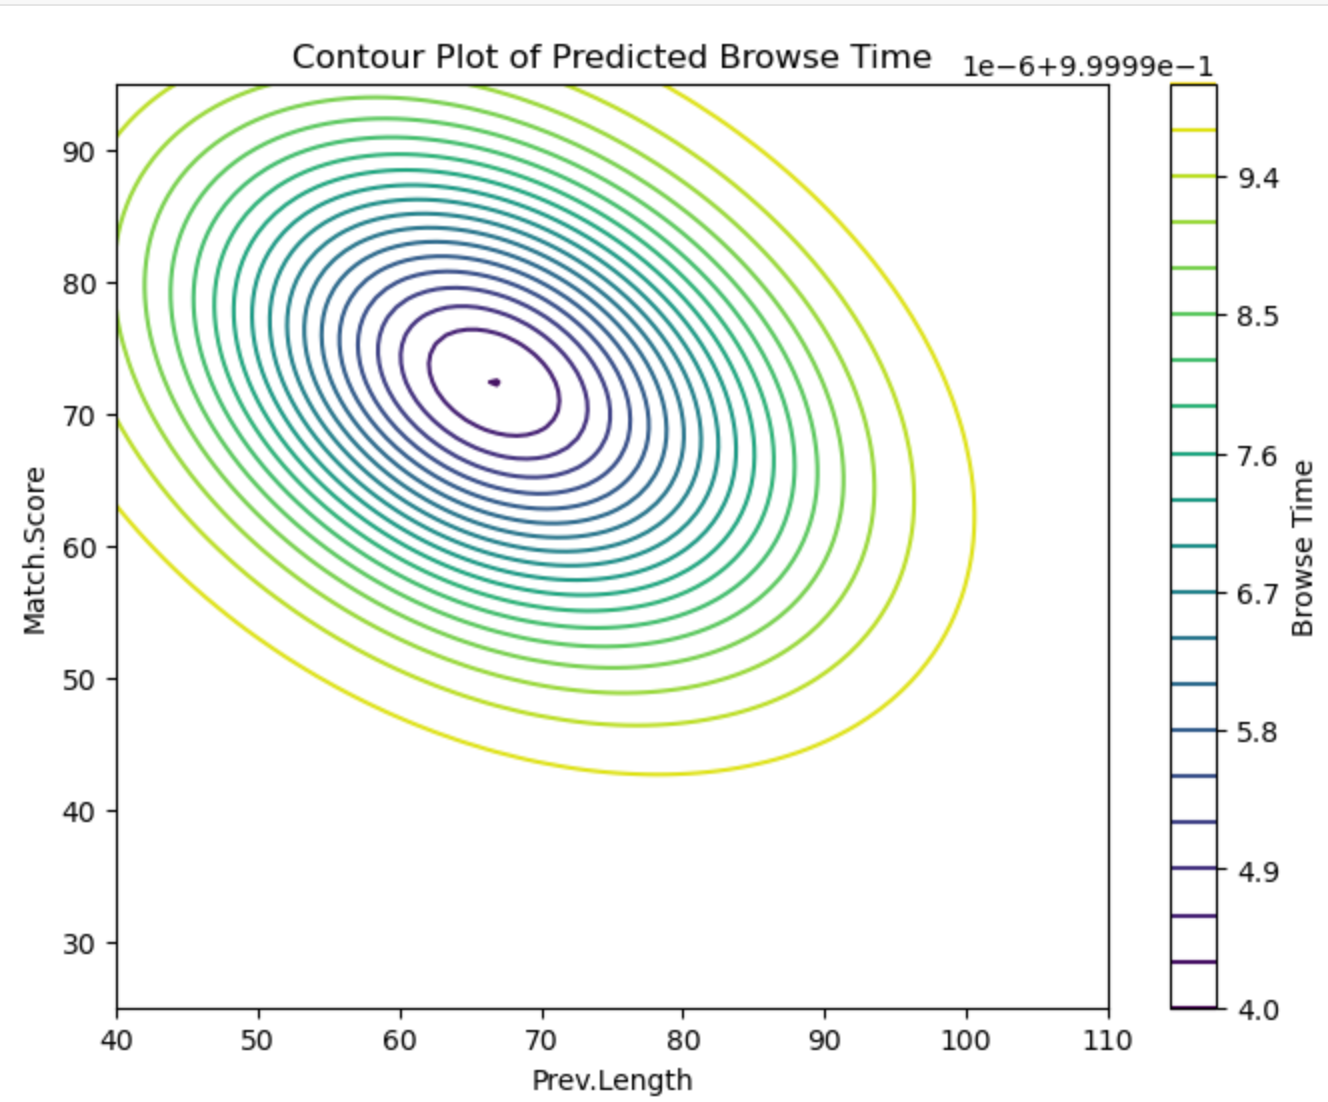 Contour Plot of Predicted Browse Time
1e−6+9.9999e−1
90
80
70
60
50
40
30
Match.Score
40 50 60 70 80 90 100 110
Prev.Length
9.4
8.5
7.6
6.7
5.8
4.9
4.0
Browse Time